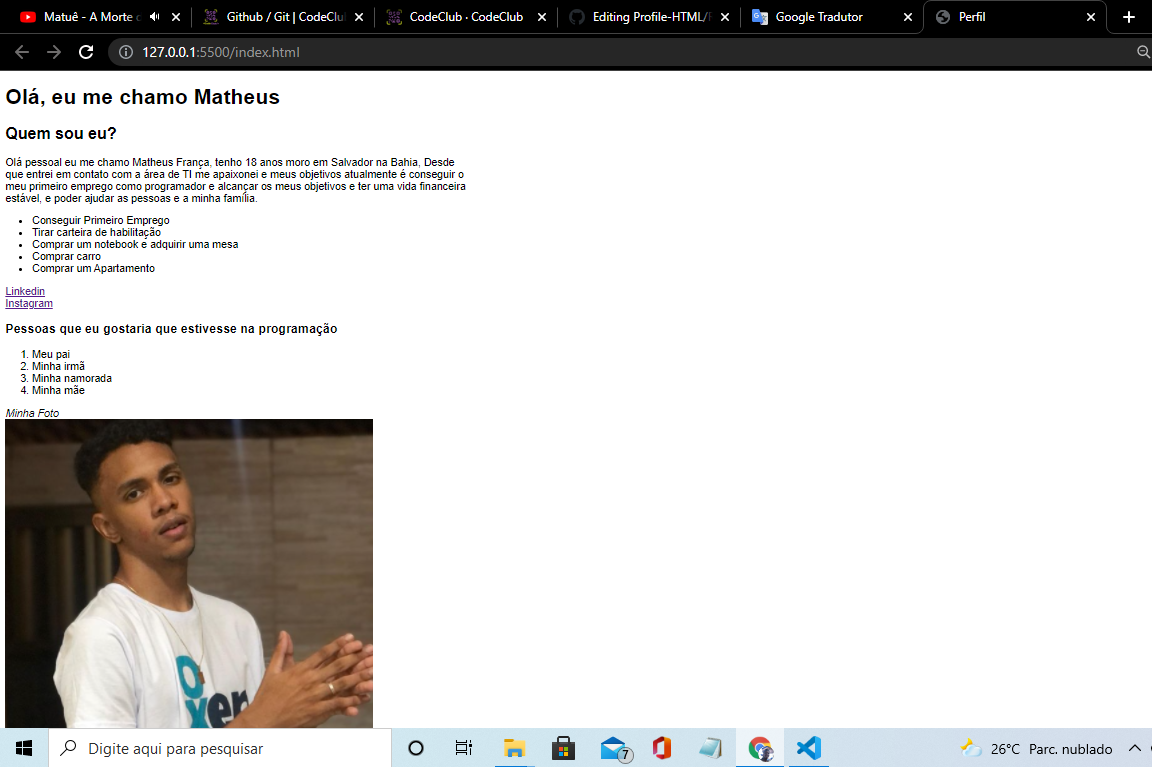 Matuê - A Morte
Github / Git | CodeClu
CodeClub · CodeClub
Editing Profile-HTML/
Google Tradutor
Perfil
127.0.0.1:5500/index.html
Olá, eu me chamo Matheus
Quem sou eu?
Olá pessoal eu me chamo Matheus França, tenho 18 anos moro em Salvador na Bahia, Desde
que entrei em contato com a área de TI me apaixonei e meus objetivos atualmente é conseguir o
meu primeiro emprego como programador e alcançar os meus objetivos e ter uma vida financeira
estável, e poder ajudar as pessoas e a minha família.
• Conseguir Primeiro Emprego
• Tirar carteira de habilitação
• Comprar um notebook e adquirir uma mesa
• Comprar carro
• Comprar um Apartamento
Linkedin
Instagram
Pessoas que eu gostaria que estivesse na programação
1. Meu pai
2. Minha irmã
3. Minha namorada
4. Minha mãe
Minha Foto
Oxen
Digite aqui para pesquisar
7
26°C Parc. nublado